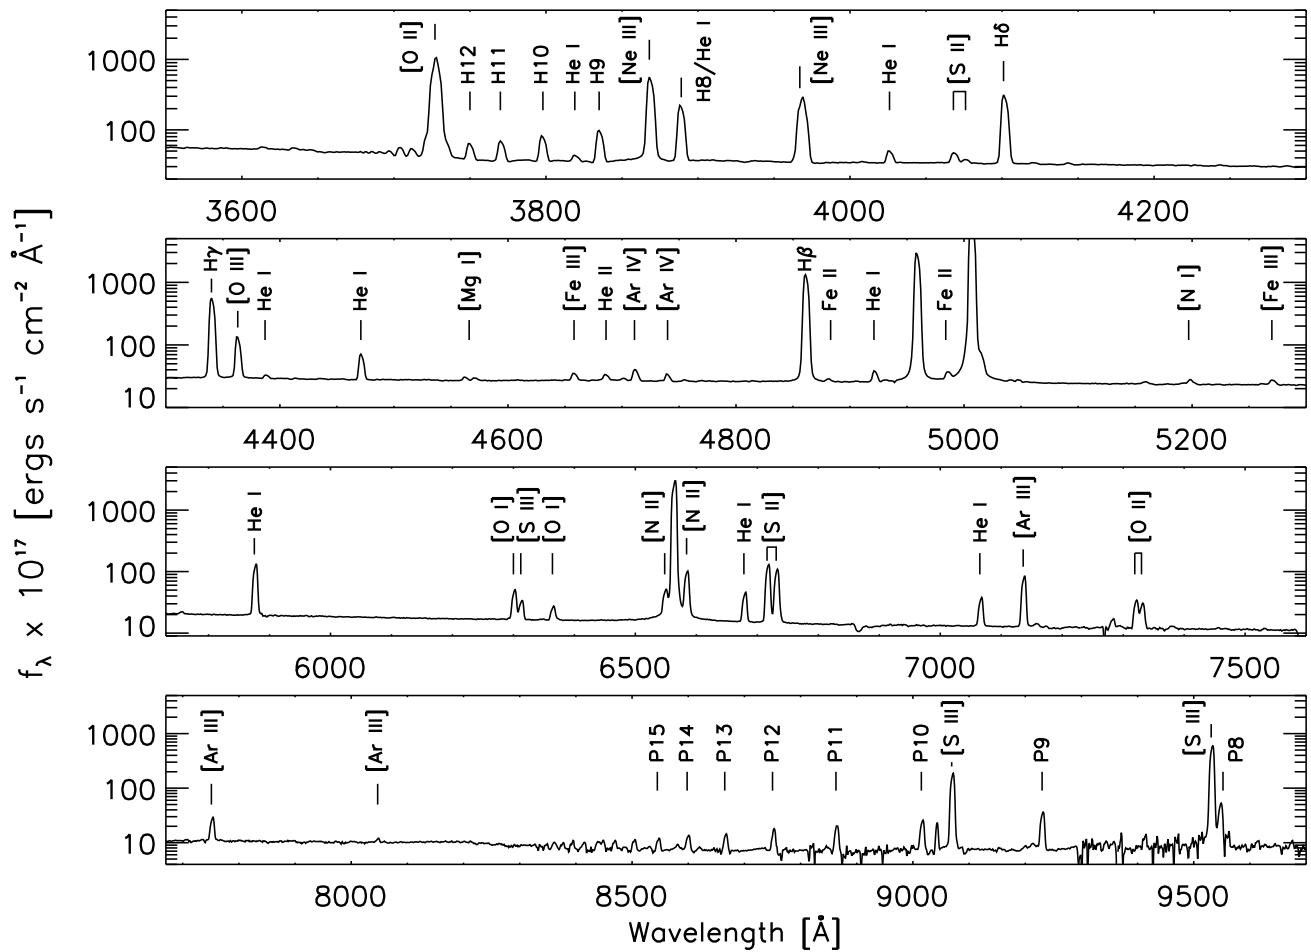 [O II] H12 H11 H10 He I H9 [Ne III] H8/He I [Ne III] He I [S II] Hδ
1000
100
3600 3800 4000 4200
Hγ [O III] He I He I [Mg I] [Fe III] He II [Ar IV] [Ar IV] Hβ Fe II He I Fe II [N I] [Fe III]
1000
100
10
4400 4600 4800 5000 5200
He I [O I] [S III] [O I] [N II] [N II] He I [S II] He I [Ar III] [O II]
1000
100
10
6000 6500 7000 7500
[Ar III] [Ar III] P15 P14 P13 P12 P11 P10 [S III] P9 [S III] P8
1000
100
10
8000 8500 9000 9500
Wavelength [Å]
fλ x 10¹⁷ [ergs s⁻¹ cm⁻² Å⁻¹]